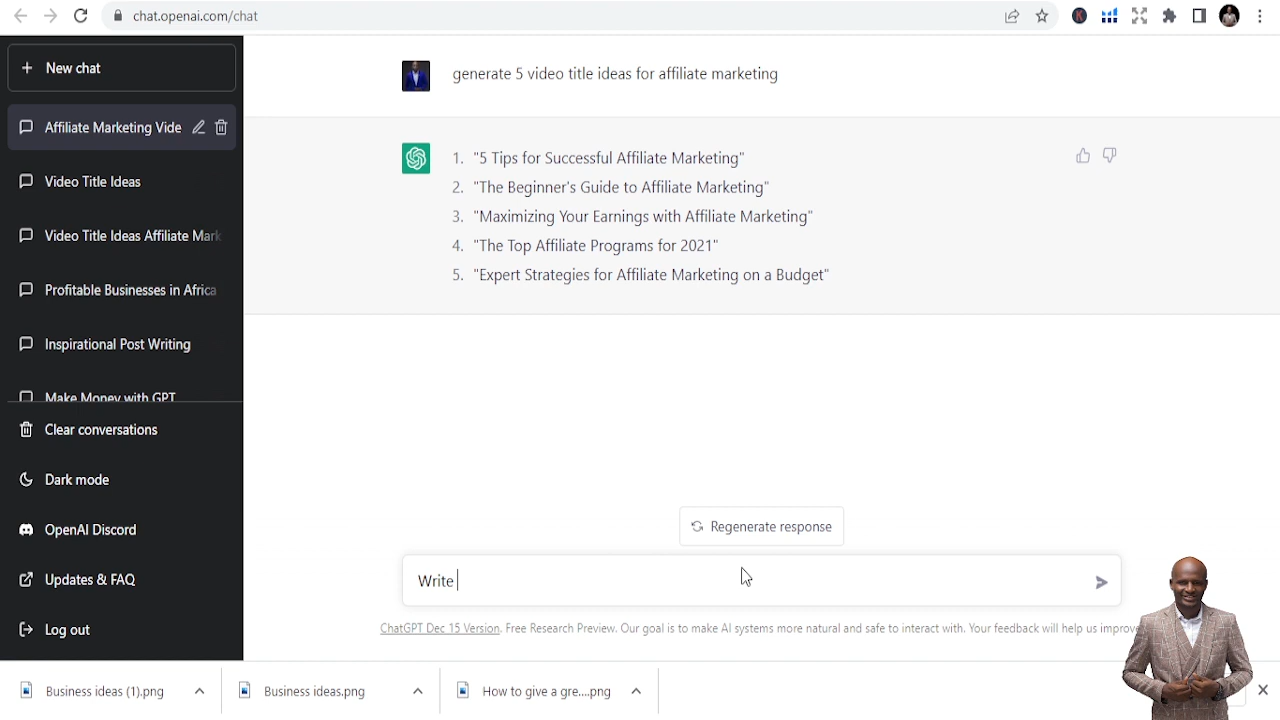 chat.openai.com/chat
New chat
Affiliate Marketing Vide
Video Title Ideas
Video Title Ideas Affiliate Mark
Profitable Businesses in Africa
Inspirational Post Writing
Make Money with GPT
Clear conversations
Dark mode
OpenAI Discord
Updates & FAQ
Log out
generate 5 video title ideas for affiliate marketing
1. "5 Tips for Successful Affiliate Marketing"
2. "The Beginner's Guide to Affiliate Marketing"
3. "Maximizing Your Earnings with Affiliate Marketing"
4. "The Top Affiliate Programs for 2021"
5. "Expert Strategies for Affiliate Marketing on a Budget"
Regenerate response
Write
ChatGPT Dec 15 Version. Free Research Preview. Our goal is to make AI systems more natural and safe to interact with. Your feedback will help us improve
Business ideas (1).png
Business ideas.png
How to give a gre....png